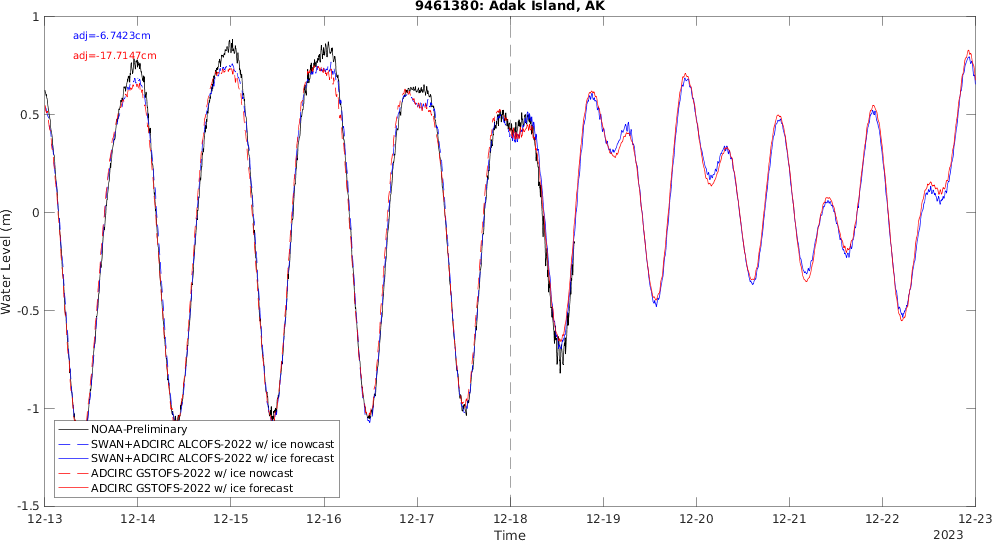 9461380: Adak Island, AK
1
adj=-6.7423cm
adj=-17.7147cm
0.5
0
-0.5
-1
-1.5
Water Level (m)
NOAA-Preliminary
SWAN+ADCIRC ALCOFS-2022 w/ ice nowcast
SWAN+ADCIRC ALCOFS-2022 w/ ice forecast
ADCIRC GSTOFS-2022 w/ ice nowcast
ADCIRC GSTOFS-2022 w/ ice forecast
12-13 12-14 12-15 12-16 12-17 12-18 12-19 12-20 12-21 12-22 12-23
Time
2023